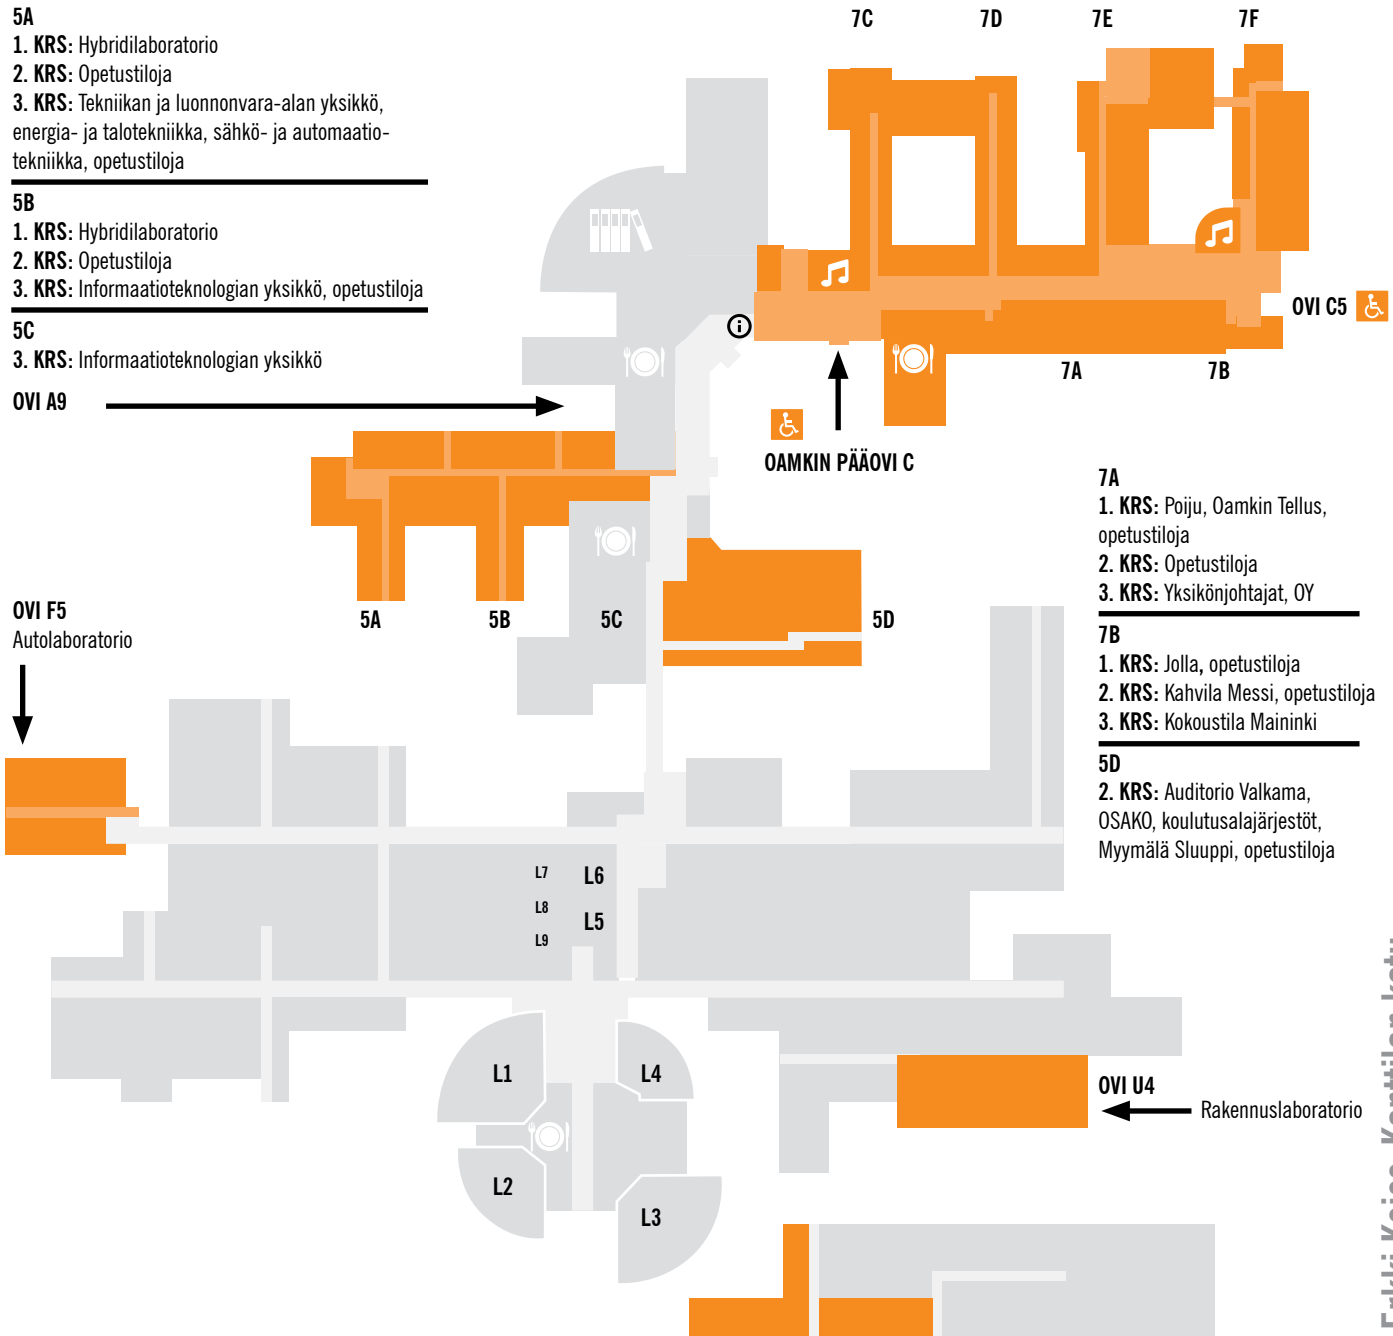 5A
1. KRS: Hybridilaboratorio
2. KRS: Opetustiloja
3. KRS: Tekniikan ja luonnonvara-alan yksikkö,
energia- ja talotekniikka, sähkö- ja automaatio-
tekniikka, opetustiloja
5B
1. KRS: Hybridilaboratorio
2. KRS: Opetustiloja
3. KRS: Informaatioteknologian yksikkö, opetustiloja
5C
3. KRS: Informaatioteknologian yksikkö
OVI A9
7C
7D
7E
7F
OVI C5
7A
7B
OAMKIN PÄÄOVI C
7A
1. KRS: Poiju, Oamkin Tellus,
opetustiloja
2. KRS: Opetustiloja
3. KRS: Yksikönjohtajat, OY
7B
1. KRS: Jolla, opetustiloja
2. KRS: Kahvila Messi, opetustiloja
3. KRS: Kokoustila Maininki
5D
2. KRS: Auditorio Valkama,
OSAKO, koulutusalajärjestöt,
Myymälä Sluuppi, opetustiloja
OVI F5
Autolaboratorio
5A
5B
5C
5D
L7
L6
L8
L5
L9
L1
L4
L2
L3
OVI U4
Rakennuslaboratorio